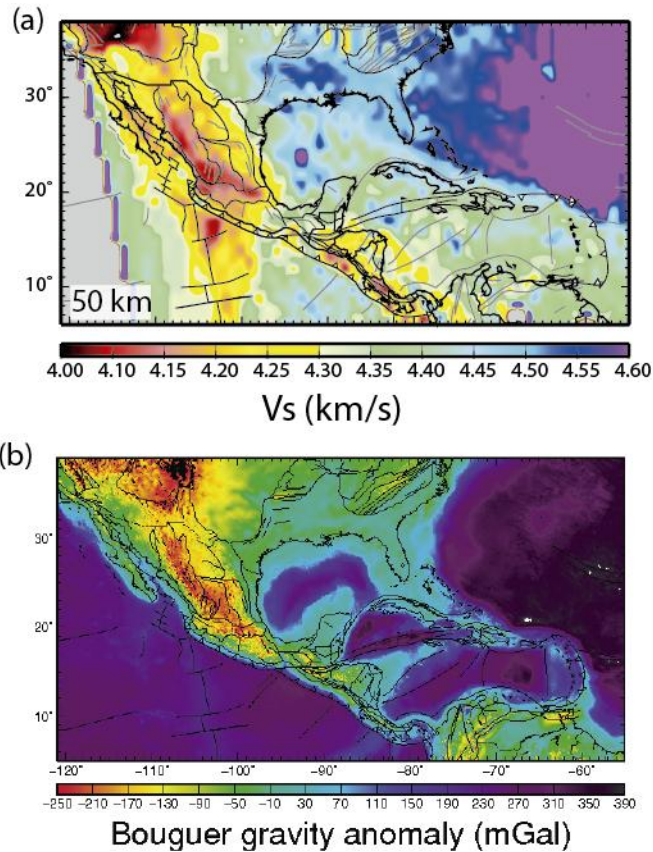 (a)
30°
20°
10°
50 km
4.00 4.10 4.15 4.20 4.25 4.30 4.35 4.40 4.45 4.50 4.55 4.60
Vs (km/s)
(b)
30°
20°
10°
−120° −110° −100° −90° −80° −70° −60°
−250 −210 −170 −130 −90 −50 −10 30 70 110 150 190 230 270 310 350 390
Bouguer gravity anomaly (mGal)